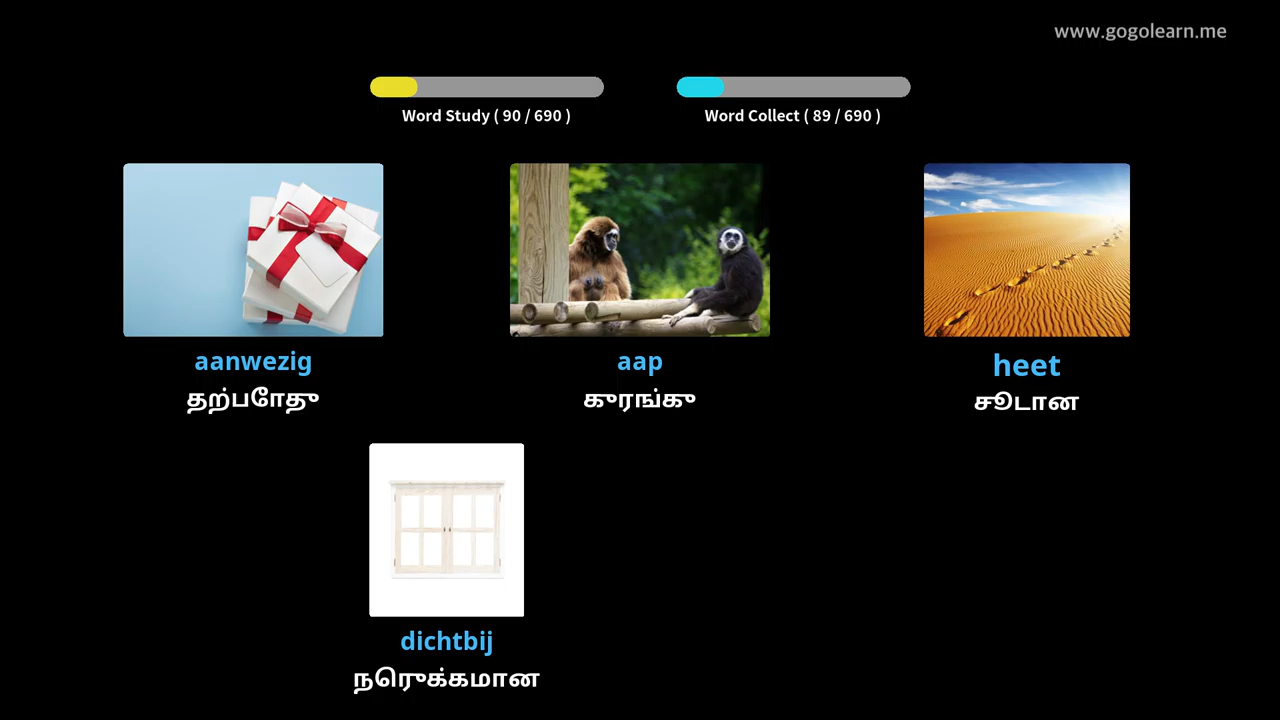 www.gogolearn.me
Word Study ( 90 / 690 )
Word Collect ( 89 / 690 )
aanwezig
தற்போது
aap
குரங்கு
heet
சூடான
dichtbij
நெருக்கமான